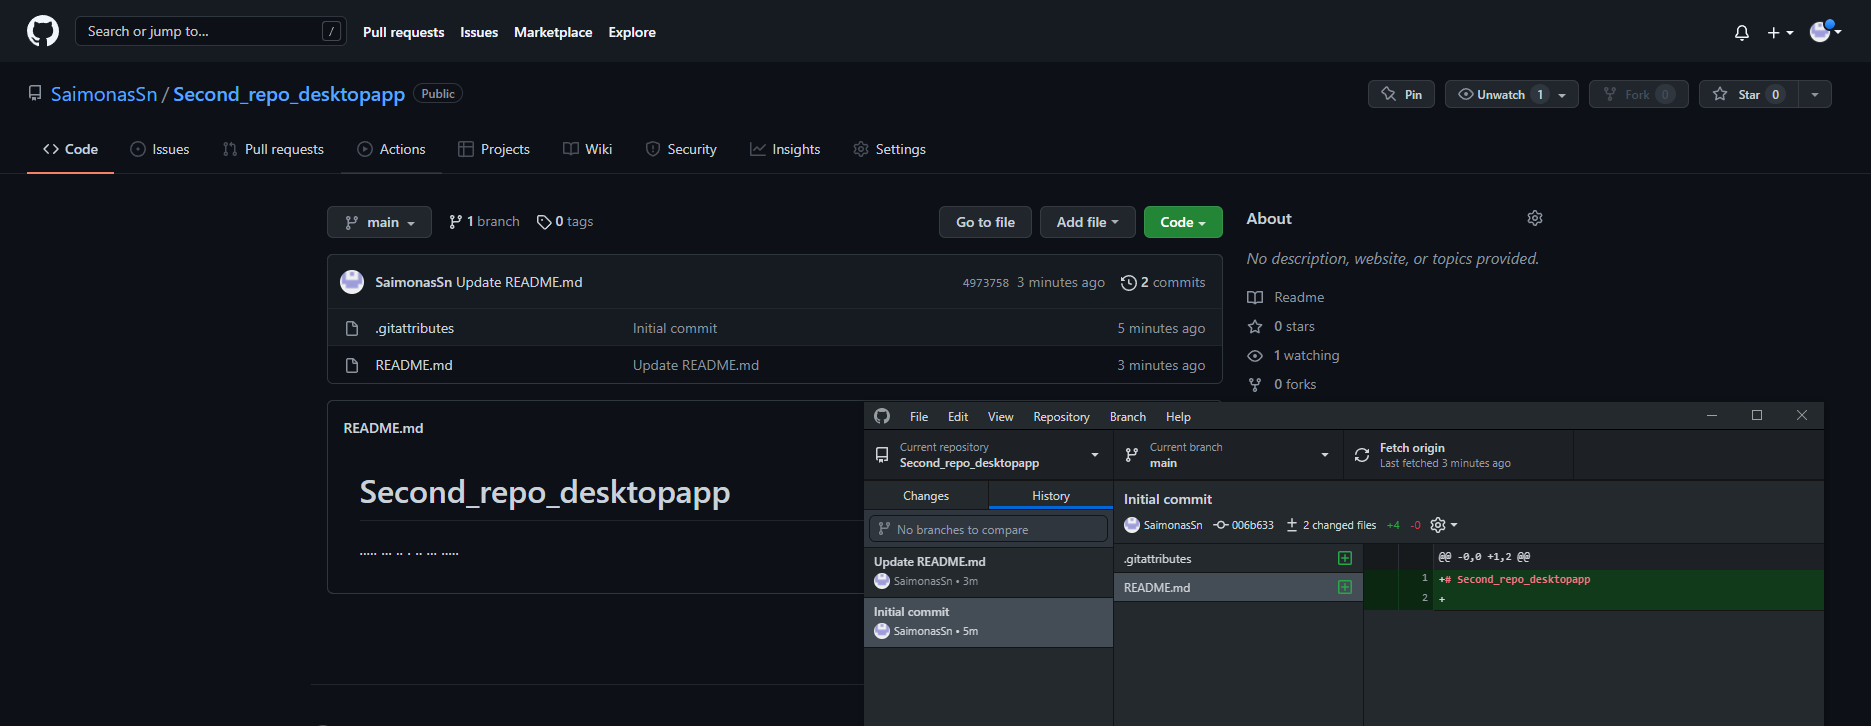 Search or jump to... /
Pull requests Issues Marketplace Explore
SaimonasSn / Second_repo_desktopapp Public
Pin Unwatch 1 Fork 0 Star 0
Code Issues Pull requests Actions Projects Wiki Security Insights Settings
main 1 branch 0 tags
Go to file Add file Code
SaimonasSn Update README.md 4973758 3 minutes ago 2 commits
.gitattributes Initial commit 5 minutes ago
README.md Update README.md 3 minutes ago
README.md
Second_repo_desktopapp
..... ... .. . .. ... .....
About
No description, website, or topics provided.
Readme
0 stars
1 watching
0 forks
File Edit View Repository Branch Help
Current repository
Second_repo_desktopapp
Current branch
main
Fetch origin
Last fetched 3 minutes ago
Changes History
No branches to compare
Update README.md
SaimonasSn • 3m
Initial commit
SaimonasSn • 5m
Initial commit
SaimonasSn 006b633 2 changed files +4 -0
.gitattributes
README.md
@@ -0,0 +1,2 @@
1 +# Second_repo_desktopapp
2 +